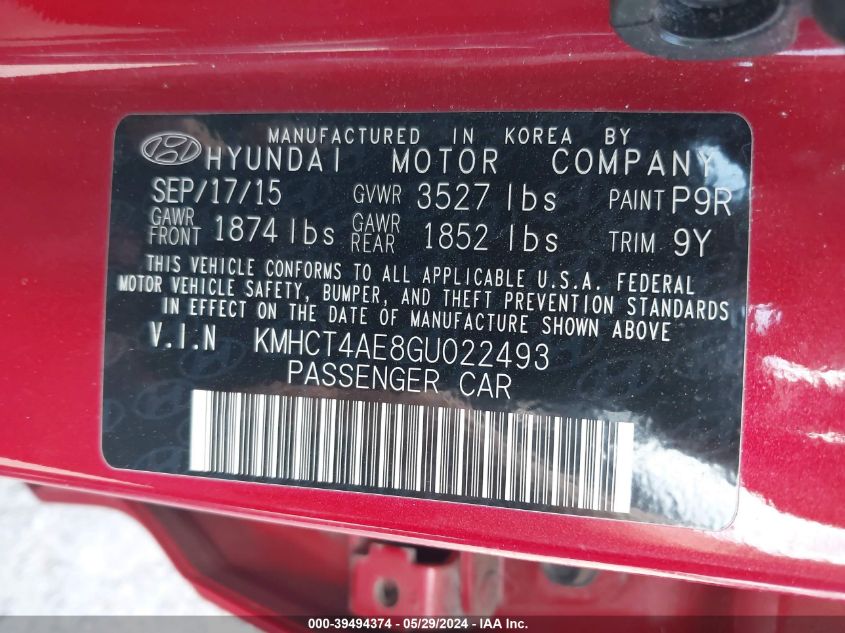 MANUFACTURED IN KOREA BY
HYUNDAI MOTOR COMPANY
SEP/17/15 GVWR 3527 lbs PAINT P9R
GAWR FRONT 1874 lbs GAWR REAR 1852 lbs TRIM 9Y
THIS VEHICLE CONFORMS TO ALL APPLICABLE U.S.A. FEDERAL
MOTOR VEHICLE SAFETY, BUMPER, AND THEFT PREVENTION STANDARDS
IN EFFECT ON THE DATE OF MANUFACTURE SHOWN ABOVE
V.I.N KMHCT4AE8GU022493
PASSENGER CAR
000-39494374 - 05/29/2024 - IAA Inc.